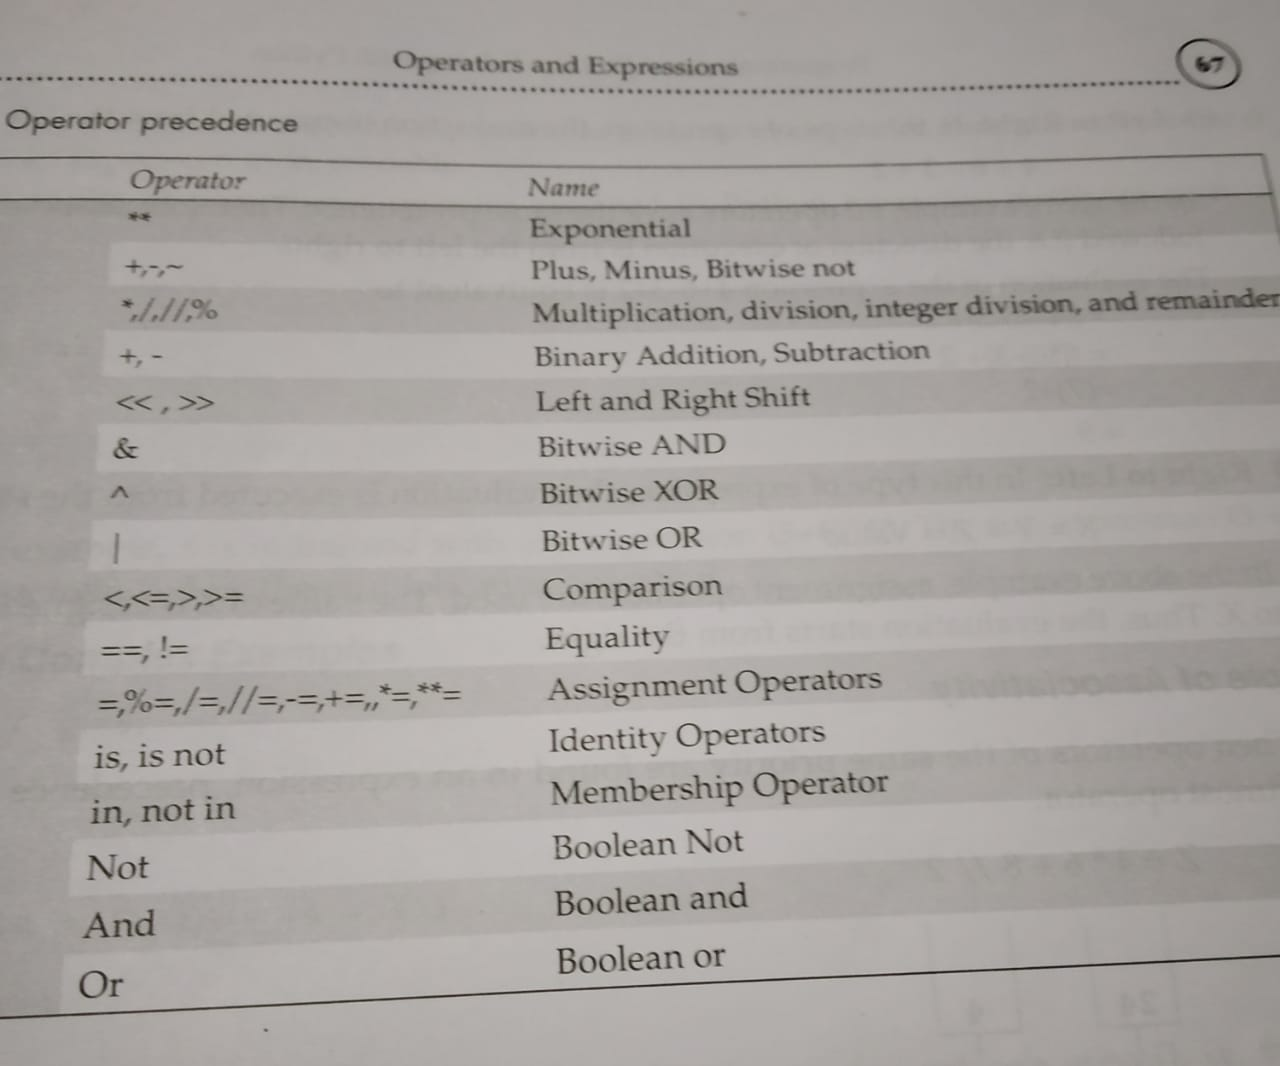 Operators and Expressions 67
Operator precedence
Operator Name
** Exponential
+,-,~ Plus, Minus, Bitwise not
*,/,//,% Multiplication, division, integer division, and remainder
+, - Binary Addition, Subtraction
<< , >> Left and Right Shift
& Bitwise AND
^ Bitwise XOR
| Bitwise OR
<,<=,>,>= Comparison
==, != Equality
=,%=,/=,//=,-=,+=,,*=,**= Assignment Operators
is, is not Identity Operators
in, not in Membership Operator
Not Boolean Not
And Boolean and
Or Boolean or